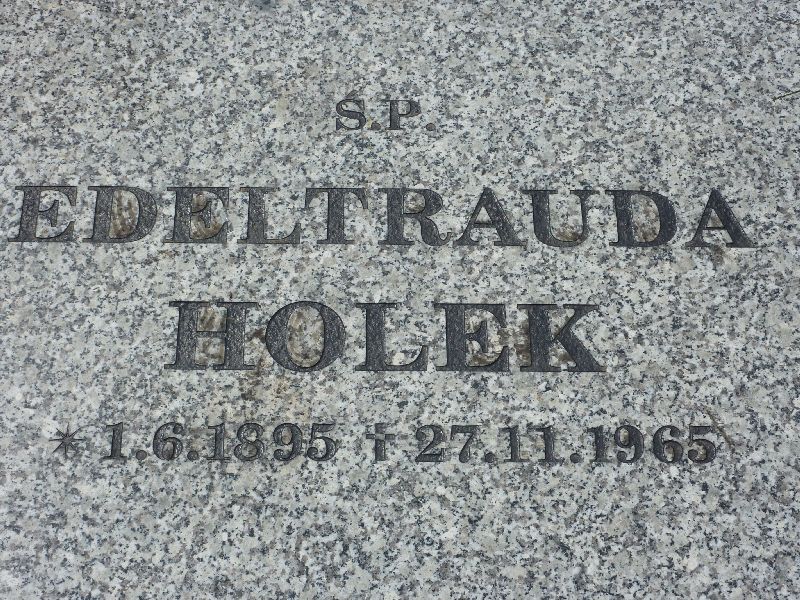 Ś.P.
EDELTRAUDA
HOLEK
* 1.6.1895 † 27.11.1965